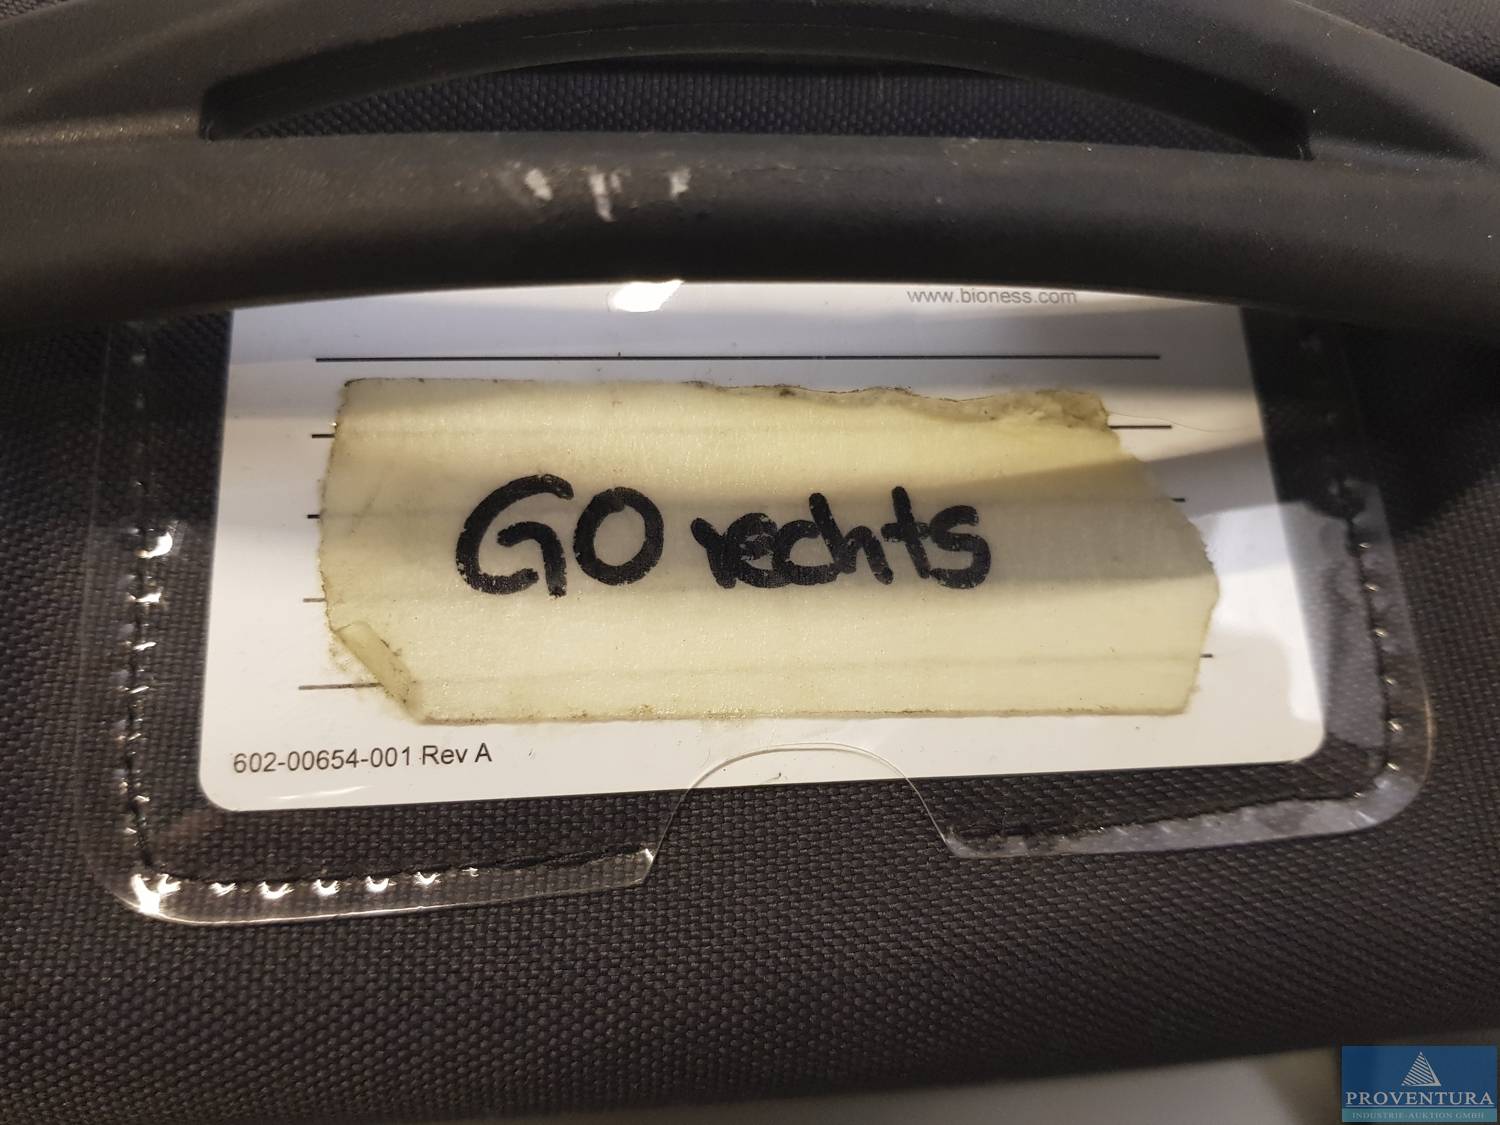 www.bioness.com
GO rechts
602-00654-001 Rev A
PROVENTURA
INDUSTRIE-AUKTION GMBH